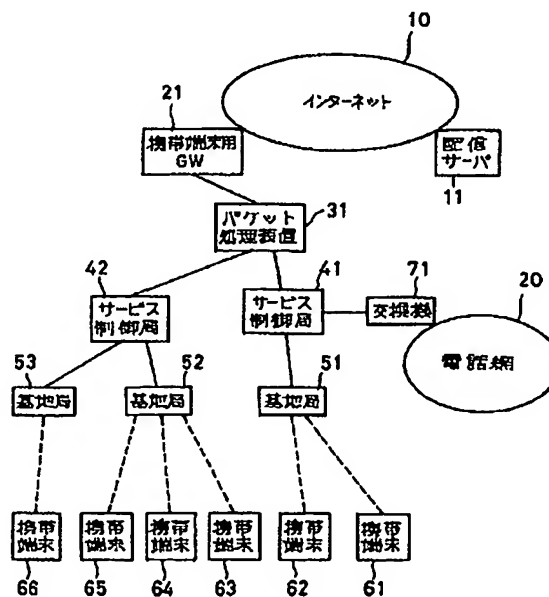 10
21
インターネット
携帯端末用
GW
配信
サーバ
11
パケット
処理装置
31
42
41
71
20
サービス
制御局
サービス
制御局
交換機
電話網
53
52
51
基地局
基地局
基地局
携帯
端末
携帯
端末
携帯
端末
携帯
端末
携帯
端末
携帯
端末
66
65
64
63
62
61